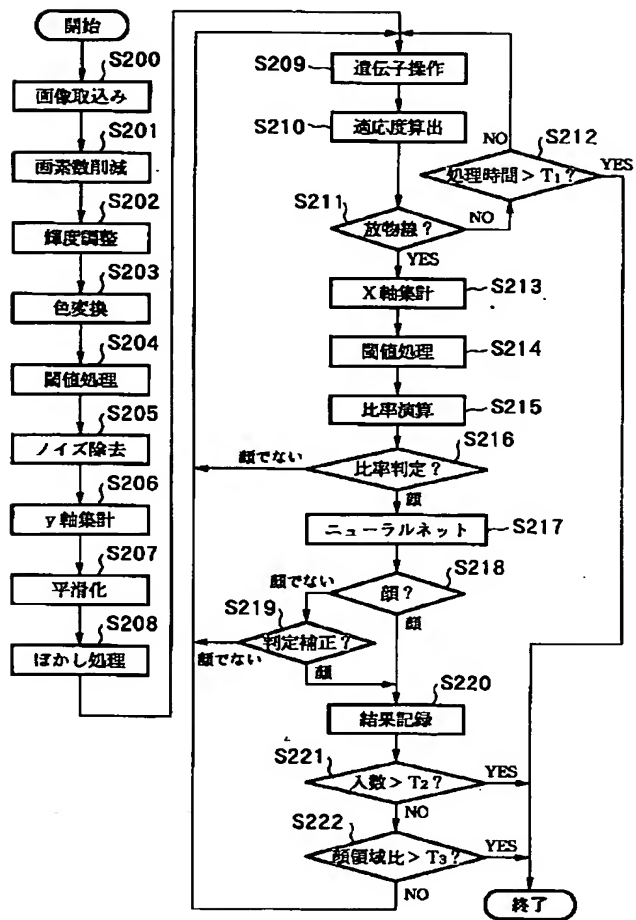 開始
S200
画像取込み
S201
画素数削減
S202
輝度調整
S203
色変換
S204
閾値処理
S205
ノイズ除去
S206
y軸集計
S207
平滑化
S208
ぼかし処理
S209
遺伝子操作
S210
適応度算出
S211
放物線?
NO
YES
S212
処理時間>T₁?
NO
YES
X軸集計
S213
閾値処理
S214
比率演算
S215
S216
比率判定?
顔でない
顔
ニューラルネット
S217
S218
顔?
顔でない
顔
S219
判定補正?
顔でない
顔
S220
結果記録
S221
人数>T₂?
YES
NO
S222
顔領域比>T₃?
YES
NO
終了